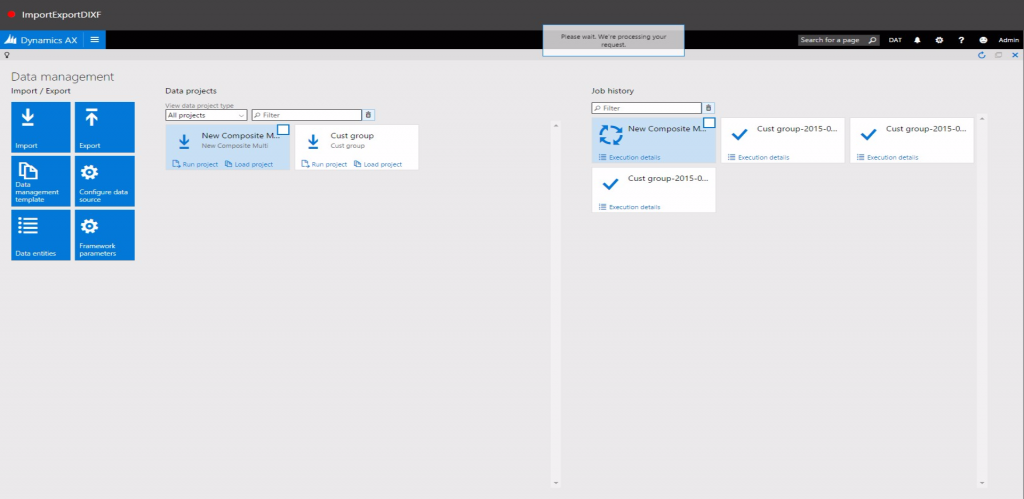 ImportExportDIXF
Dynamics AX
Please wait. We're processing your
request.
Search for a page
DAT
?
Admin
Data management
Import / Export
Import
Export
Data
management
template
Configure data
source
Data entities
Framework
parameters
Data projects
View data project type
All projects
Filter
New Composite M...
New Composite Multi
Run project
Load project
Cust group
Cust group
Run project
Load project
Job history
Filter
New Composite M...
Execution details
Cust group-2015-0...
Execution details
Cust group-2015-0...
Execution details
Cust group-2015-0...
Execution details